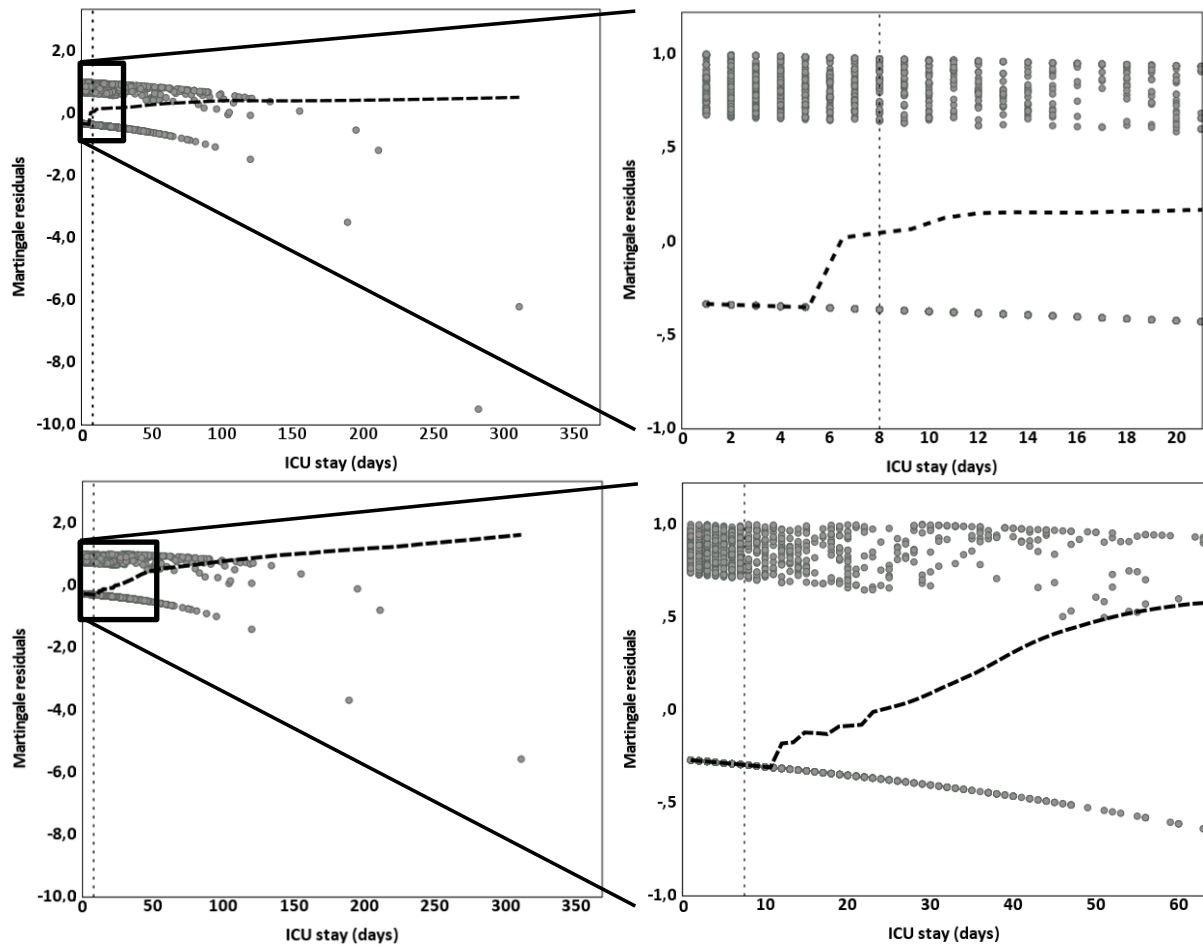 2,0
,0
-2,0
-4,0
-6,0
-8,0
-10,0
Martingale residuals
0 50 100 150 200 250 300 350
ICU stay (days)
1,0
,5
,0
-,5
-1,0
Martingale residuals
0 2 4 6 8 10 12 14 16 18 20
ICU stay (days)
2,0
,0
-2,0
-4,0
-6,0
-8,0
-10,0
Martingale residuals
0 50 100 150 200 250 300 350
ICU stay (days)
1,0
,5
,0
-,5
-1,0
Martingale residuals
0 10 20 30 40 50 60
ICU stay (days)